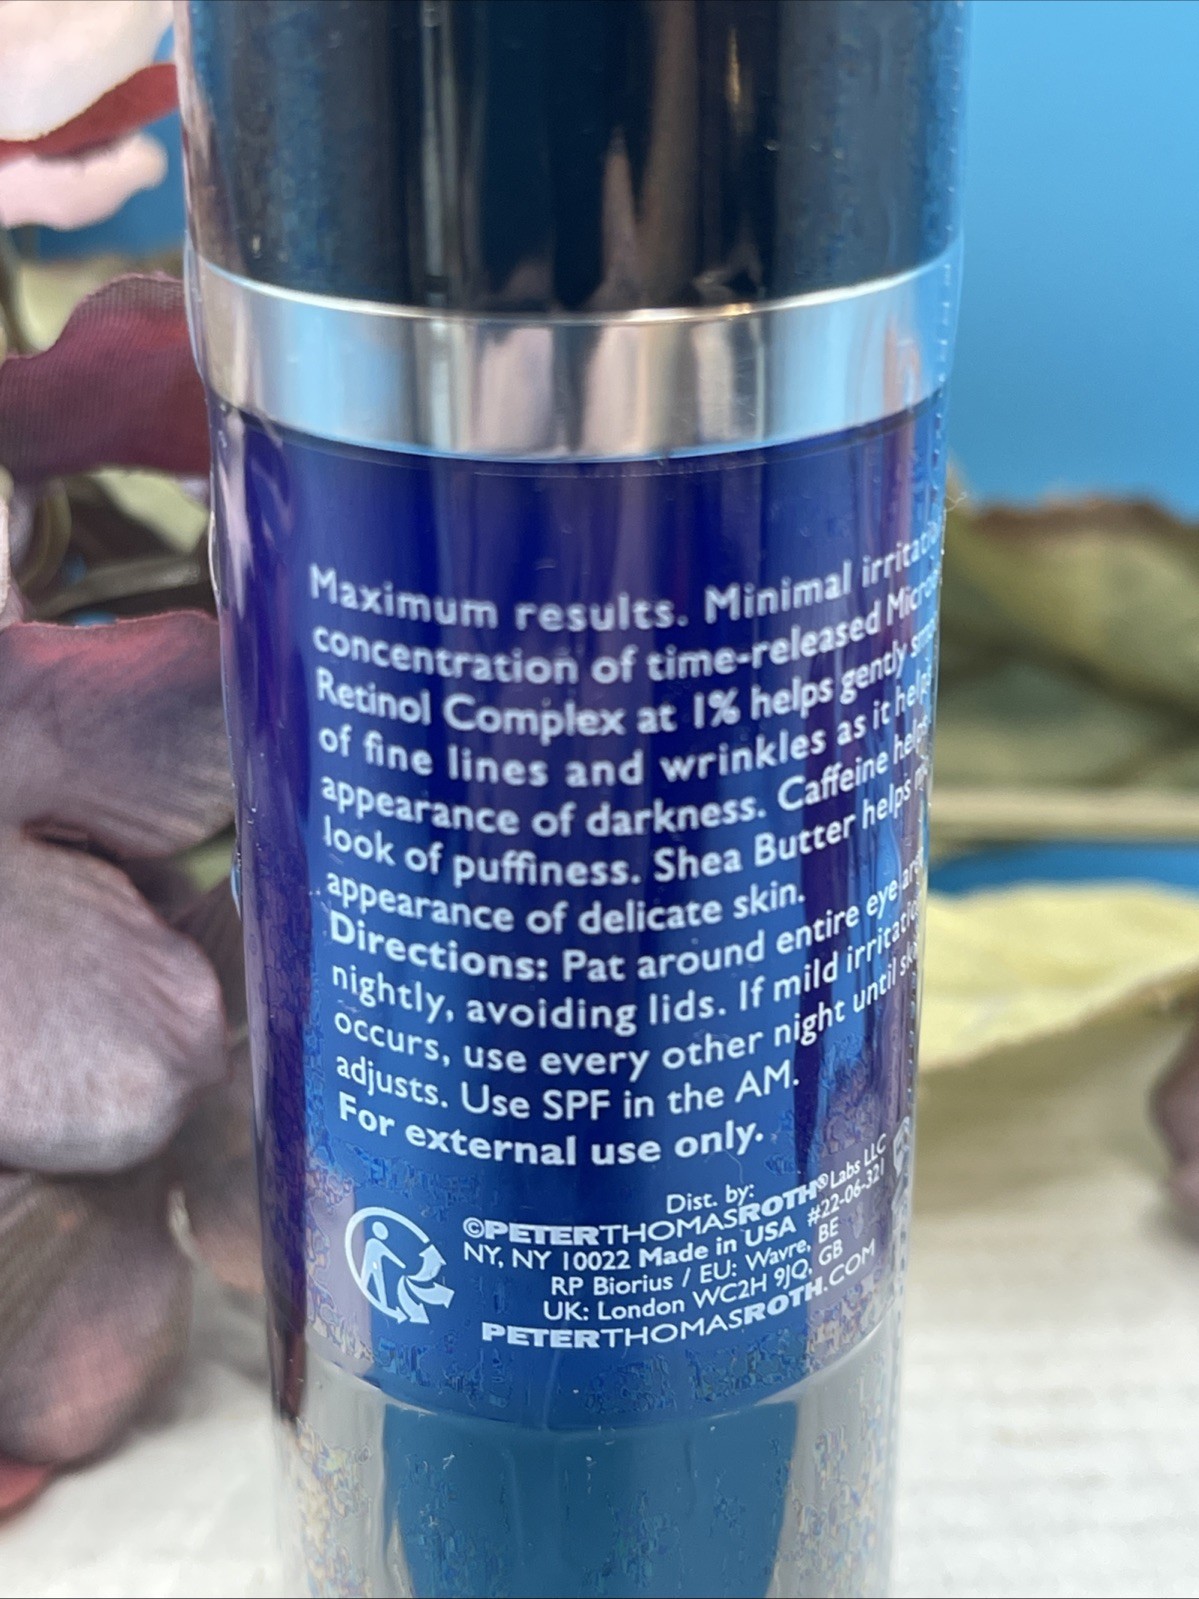 Maximum results. Minimal
concentration of time-released
Retinol Complex at 1% helps gently
of fine lines and wrinkles as it helps
appearance of darkness. Caffeine helps
look of puffiness. Shea Butter helps
appearance of delicate skin.
Directions: Pat around entire eye
nightly, avoiding lids. If mild
occurs, use every other night until
adjusts. Use SPF in the AM.
For external use only.
Dist. by:
©PETERTHOMASROTH® Labs LLC
NY, NY 10022 Made in USA #22-06-321
RP Biorius / EU: Wavre, BE
UK: London WC2H 9JQ, GB
PETERTHOMASROTH.COM